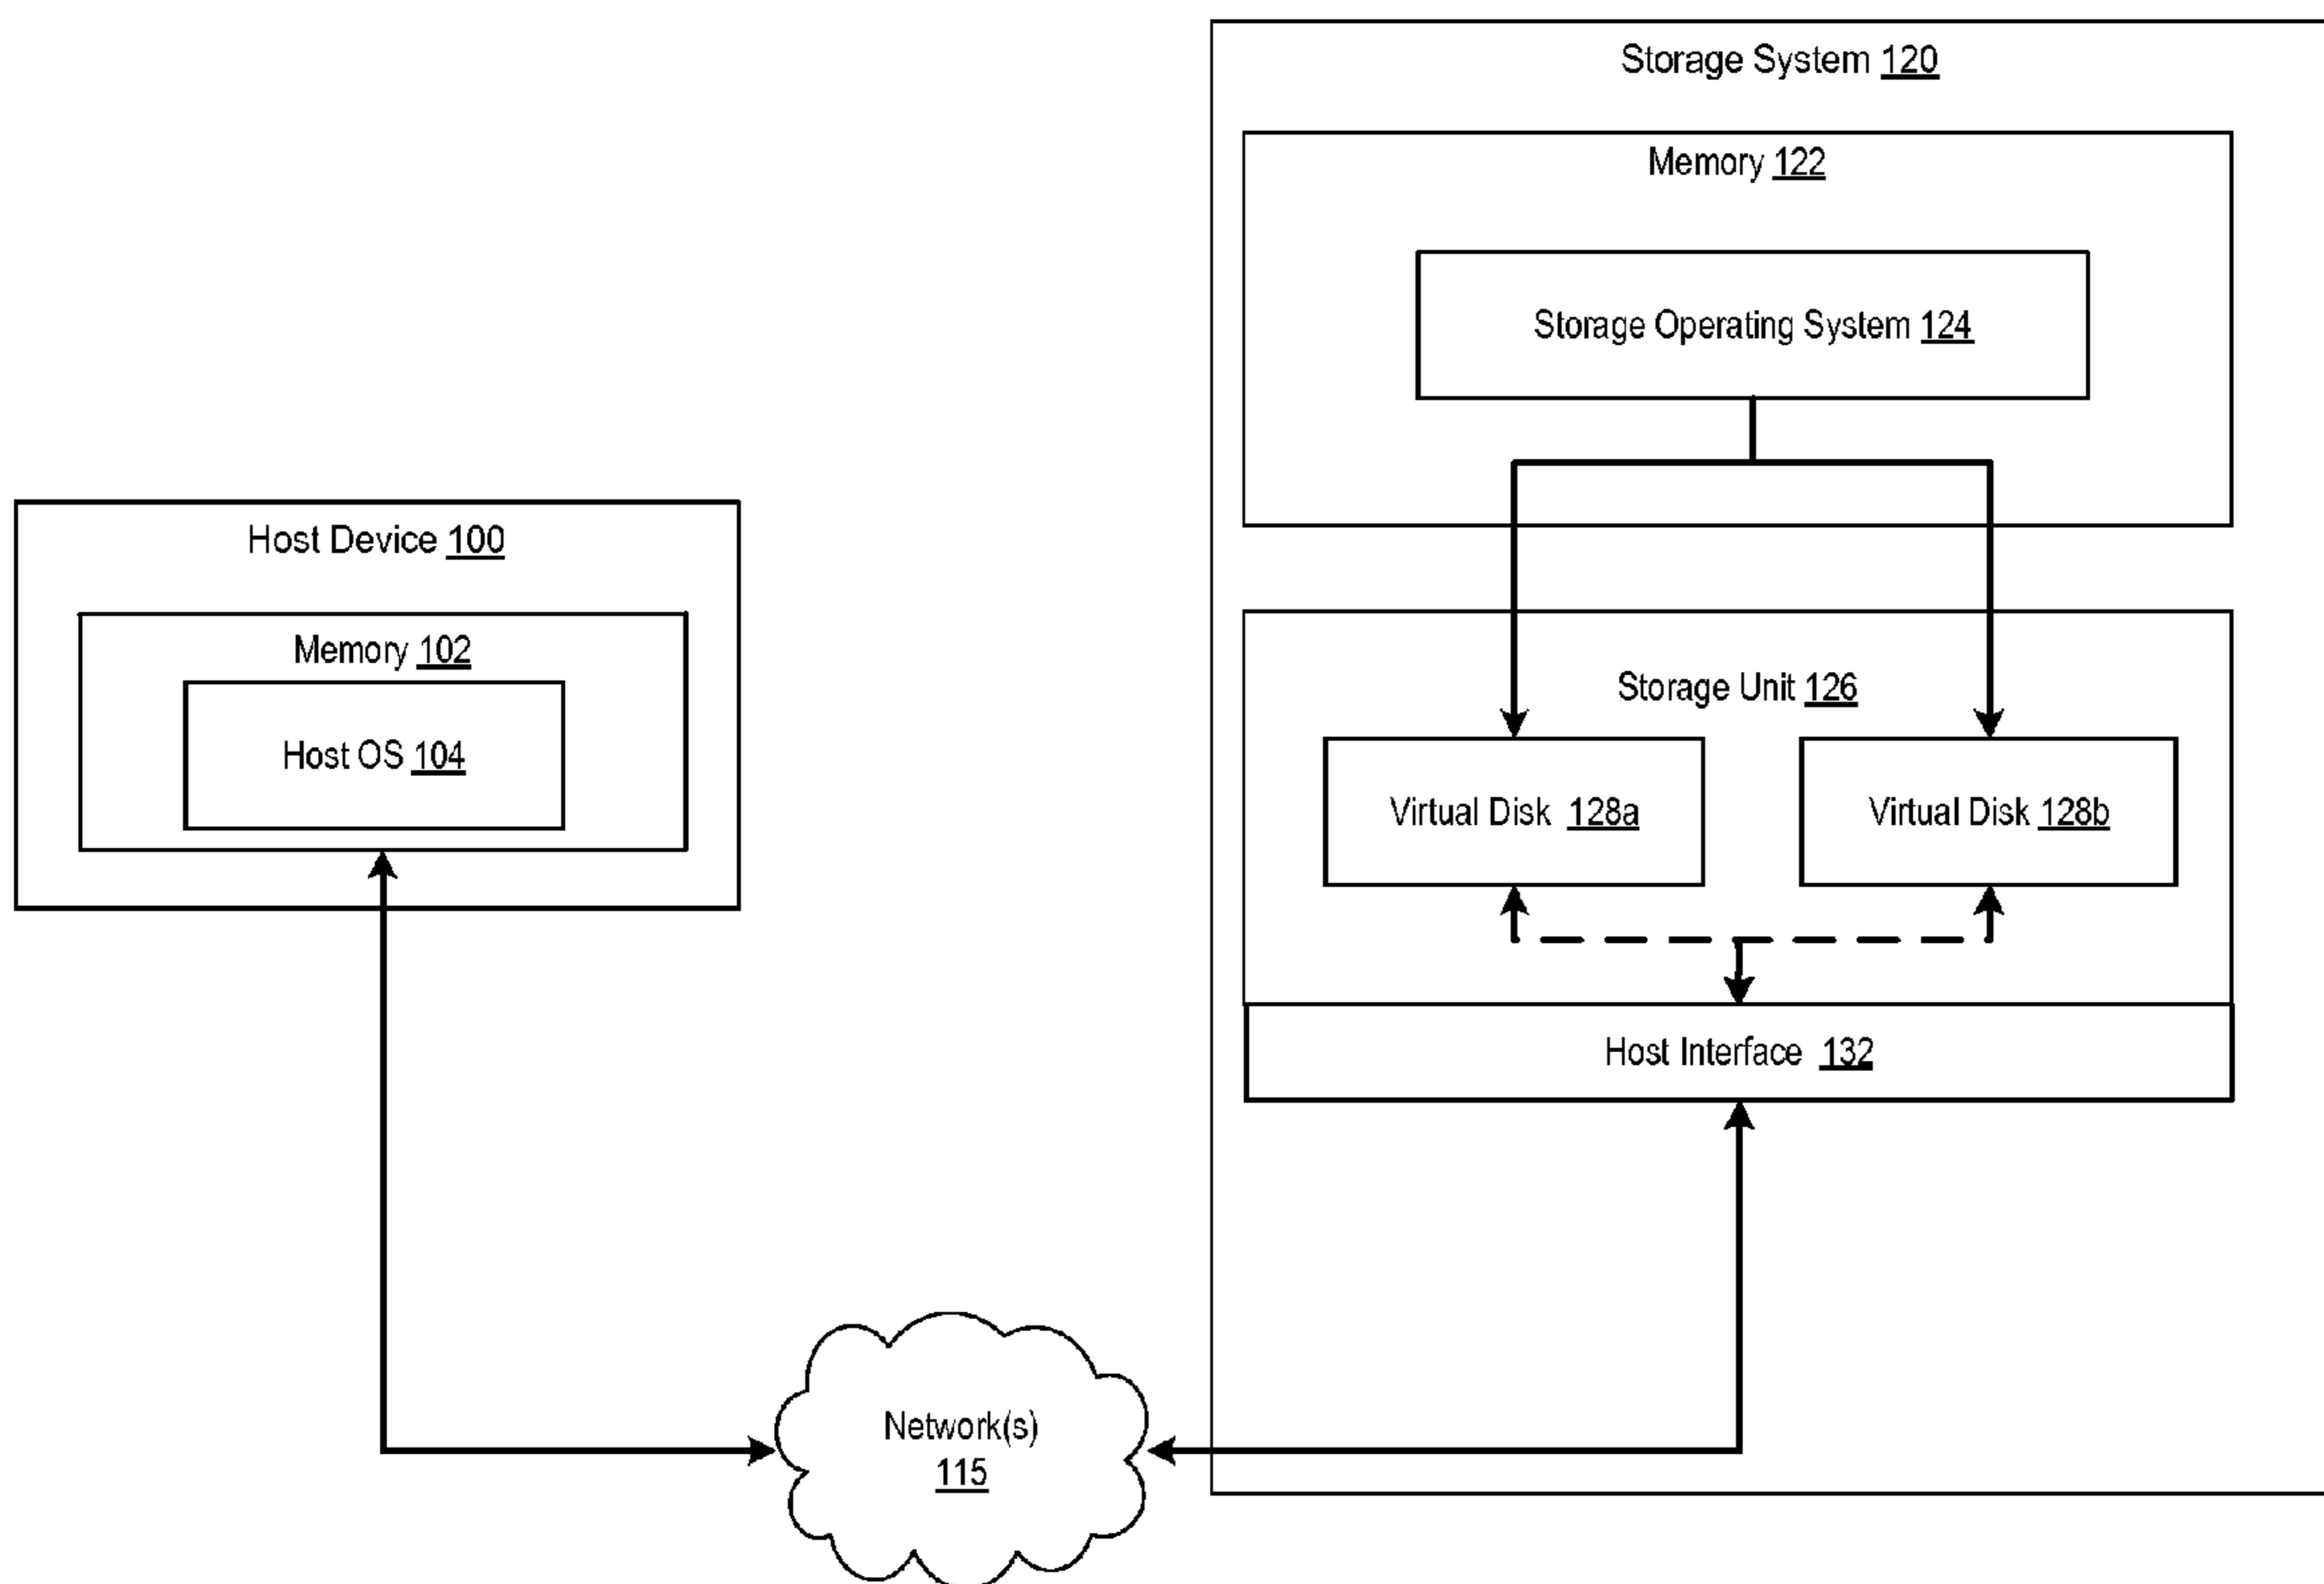 Storage System 120
Memory 122
Storage Operating System 124
Host Device 100
Memory 102
Host OS 104
Storage Unit 126
Virtual Disk 128a
Virtual Disk 128b
Host Interface 132
Network(s)
115